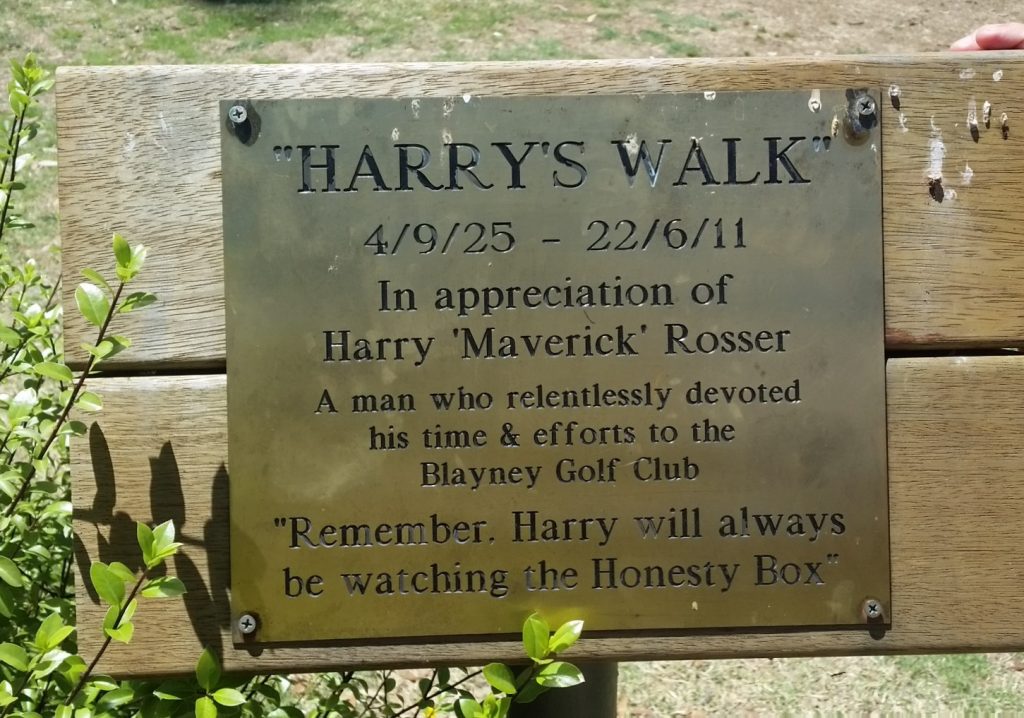 "HARRY'S WALK"
4/9/25 - 22/6/11
In appreciation of
Harry 'Maverick' Rosser
A man who relentlessly devoted
his time & efforts to the
Blayney Golf Club
"Remember, Harry will always
be watching the Honesty Box"